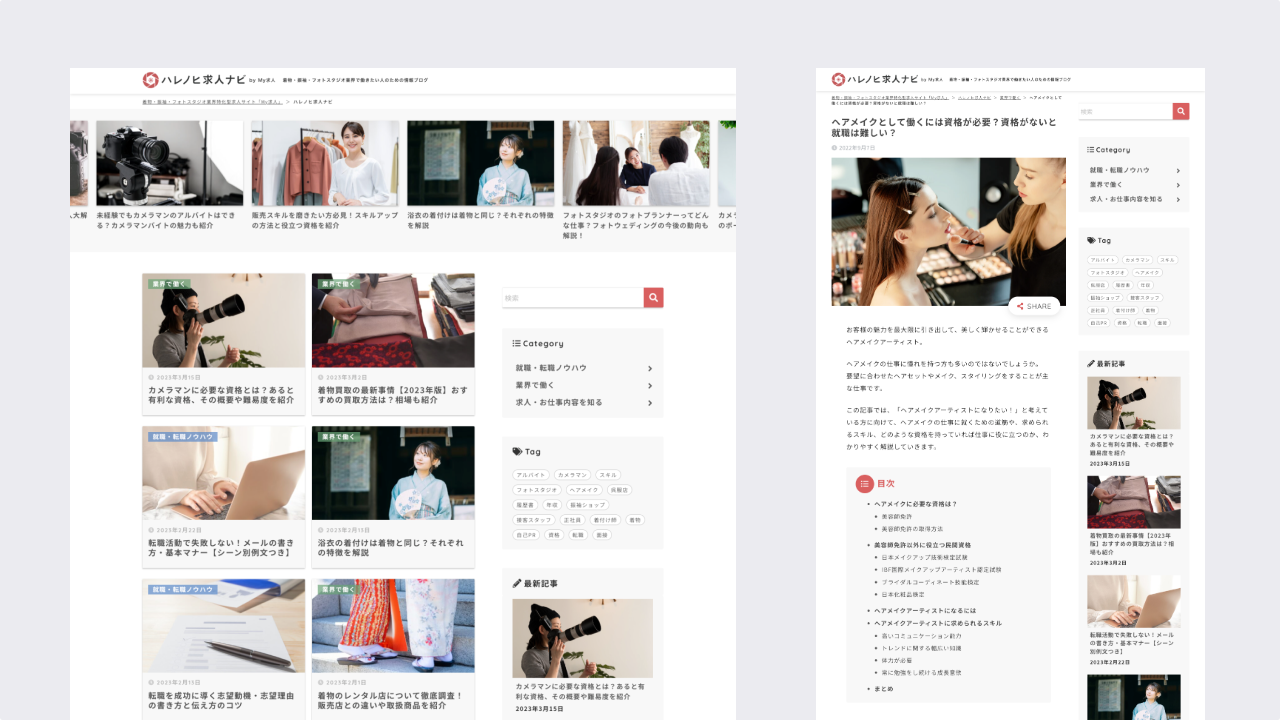 ハレノヒ求人ナビ by My求人 着物・振袖・フォトスタジオ業界で働きたい人のための情報ブログ
着物・振袖・フォトスタジオ業界特化型求人サイト「My求人」 > ハレノヒ求人ナビ
人大解
未経験でもカメラマンのアルバイトはでき
る？カメラマンバイトの魅力も紹介
販売スキルを磨きたい方必見！スキルアップ
の方法と役立つ資格を紹介
浴衣の着付けは着物と同じ？それぞれの特徴
を解説
フォトスタジオのフォトプランナーってどん
な仕事？フォトウェディングの今後の動向も
解説！
カメラ
のポー
業界で働く
2023年3月15日
カメラマンに必要な資格とは？あると
有利な資格、その概要や難易度を紹介
2023年3月2日
着物買取の最新事情【2023年版】おす
すめの買取方法は？相場も紹介
就職・転職ノウハウ
2023年2月22日
転職活動で失敗しない！メールの書き
方・基本マナー【シーン別例文つき】
業界で働く
2023年2月15日
浴衣の着付けは着物と同じ？それぞれ
の特徴を解説
就職・転職ノウハウ
2023年2月13日
転職を成功に導く志望動機・志望理由
の書き方と伝え方のコツ
業界で働く
2023年2月1日
着物のレンタル店について徹底調査！
販売店との違いや取扱商品を紹介
検索
Category
就職・転職ノウハウ
業界で働く
求人・お仕事内容を知る
Tag
アルバイト カメラマン スキル
フォトスタジオ ヘアメイク 呉服店
履歴書 年収 振袖ショップ
接客スタッフ 正社員 着付け師 着物
自己PR 資格 転職 面接
最新記事
カメラマンに必要な資格とは？あると有
利な資格、その概要や難易度を紹介
2023年3月15日
ハレノヒ求人ナビ by My求人 着物・振袖・フォトスタジオ業界で働きたい人のための情報ブログ
着物・振袖・フォトスタジオ業界特化型求人サイト「My求人」 > ハレノヒ求人ナビ > 業界で働く > ヘアメイクとして
働くには資格が必要？資格がないと就職は難しい？
ヘアメイクとして働くには資格が必要？資格がないと
就職は難しい？
2022年5月7日
SHARE
お客様の魅力を最大限に引き出して、美しく輝かせることができる
ヘアメイクアーティスト。
ヘアメイクの仕事に憧れを持つ方も多いのではないでしょうか。
要望に合わせたヘアセットやメイク、スタイリングをすることが主
な仕事です。
この記事では、「ヘアメイクアーティストになりたい！」と考えて
いる方に向けて、ヘアメイクの仕事に就くための道筋や、求められ
るスキル、どのような資格を持っていれば仕事に役に立つのか、わ
かりやすく解説していきます。
目次
ヘアメイクに必要な資格は？
美容師免許
美容師免許の取得方法
美容師免許以外に役立つ民間資格
日本メイクアップ技術検定試験
IBF国際メイクアップアーティスト認定試験
ブライダルコーディネート技能検定
日本化粧品検定
ヘアメイクアーティストになるには
ヘアメイクアーティストに求められるスキル
高いコミュニケーション能力
トレンドに関する幅広い知識
体力が必要
常に勉強をし続ける成長意欲
まとめ
検索
Category
就職・転職ノウハウ
業界で働く
求人・お仕事内容を知る
Tag
アルバイト カメラマン スキル
フォトスタジオ ヘアメイク
呉服店 履歴書 年収
振袖ショップ 接客スタッフ
正社員 着付け師 着物
自己PR 資格 転職 面接
最新記事
カメラマンに必要な資格とは？
あると有利な資格、その概要や
難易度を紹介
2023年3月15日
着物買取の最新事情【2023年
版】おすすめの買取方法は？相
場も紹介
2023年3月2日
転職活動で失敗しない！メール
の書き方・基本マナー【シーン
別例文つき】
2023年2月22日